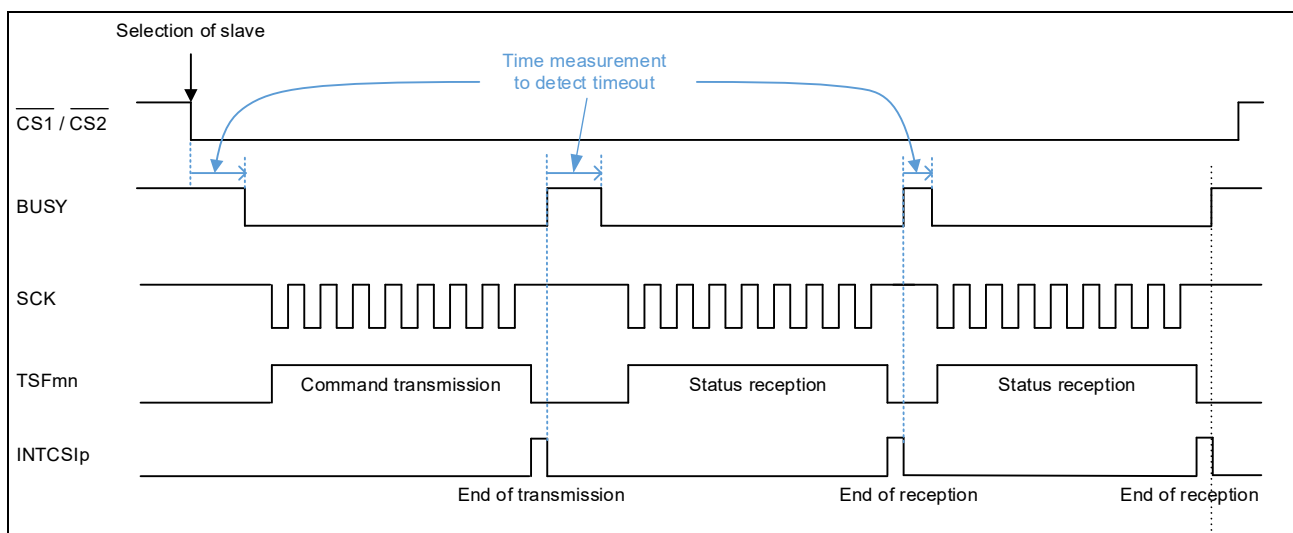 Selection of slave
Time measurement
to detect timeout
CS1 / CS2
BUSY
SCK
TSFmn
Command transmission
Status reception
Status reception
INTCSIp
End of transmission
End of reception
End of reception